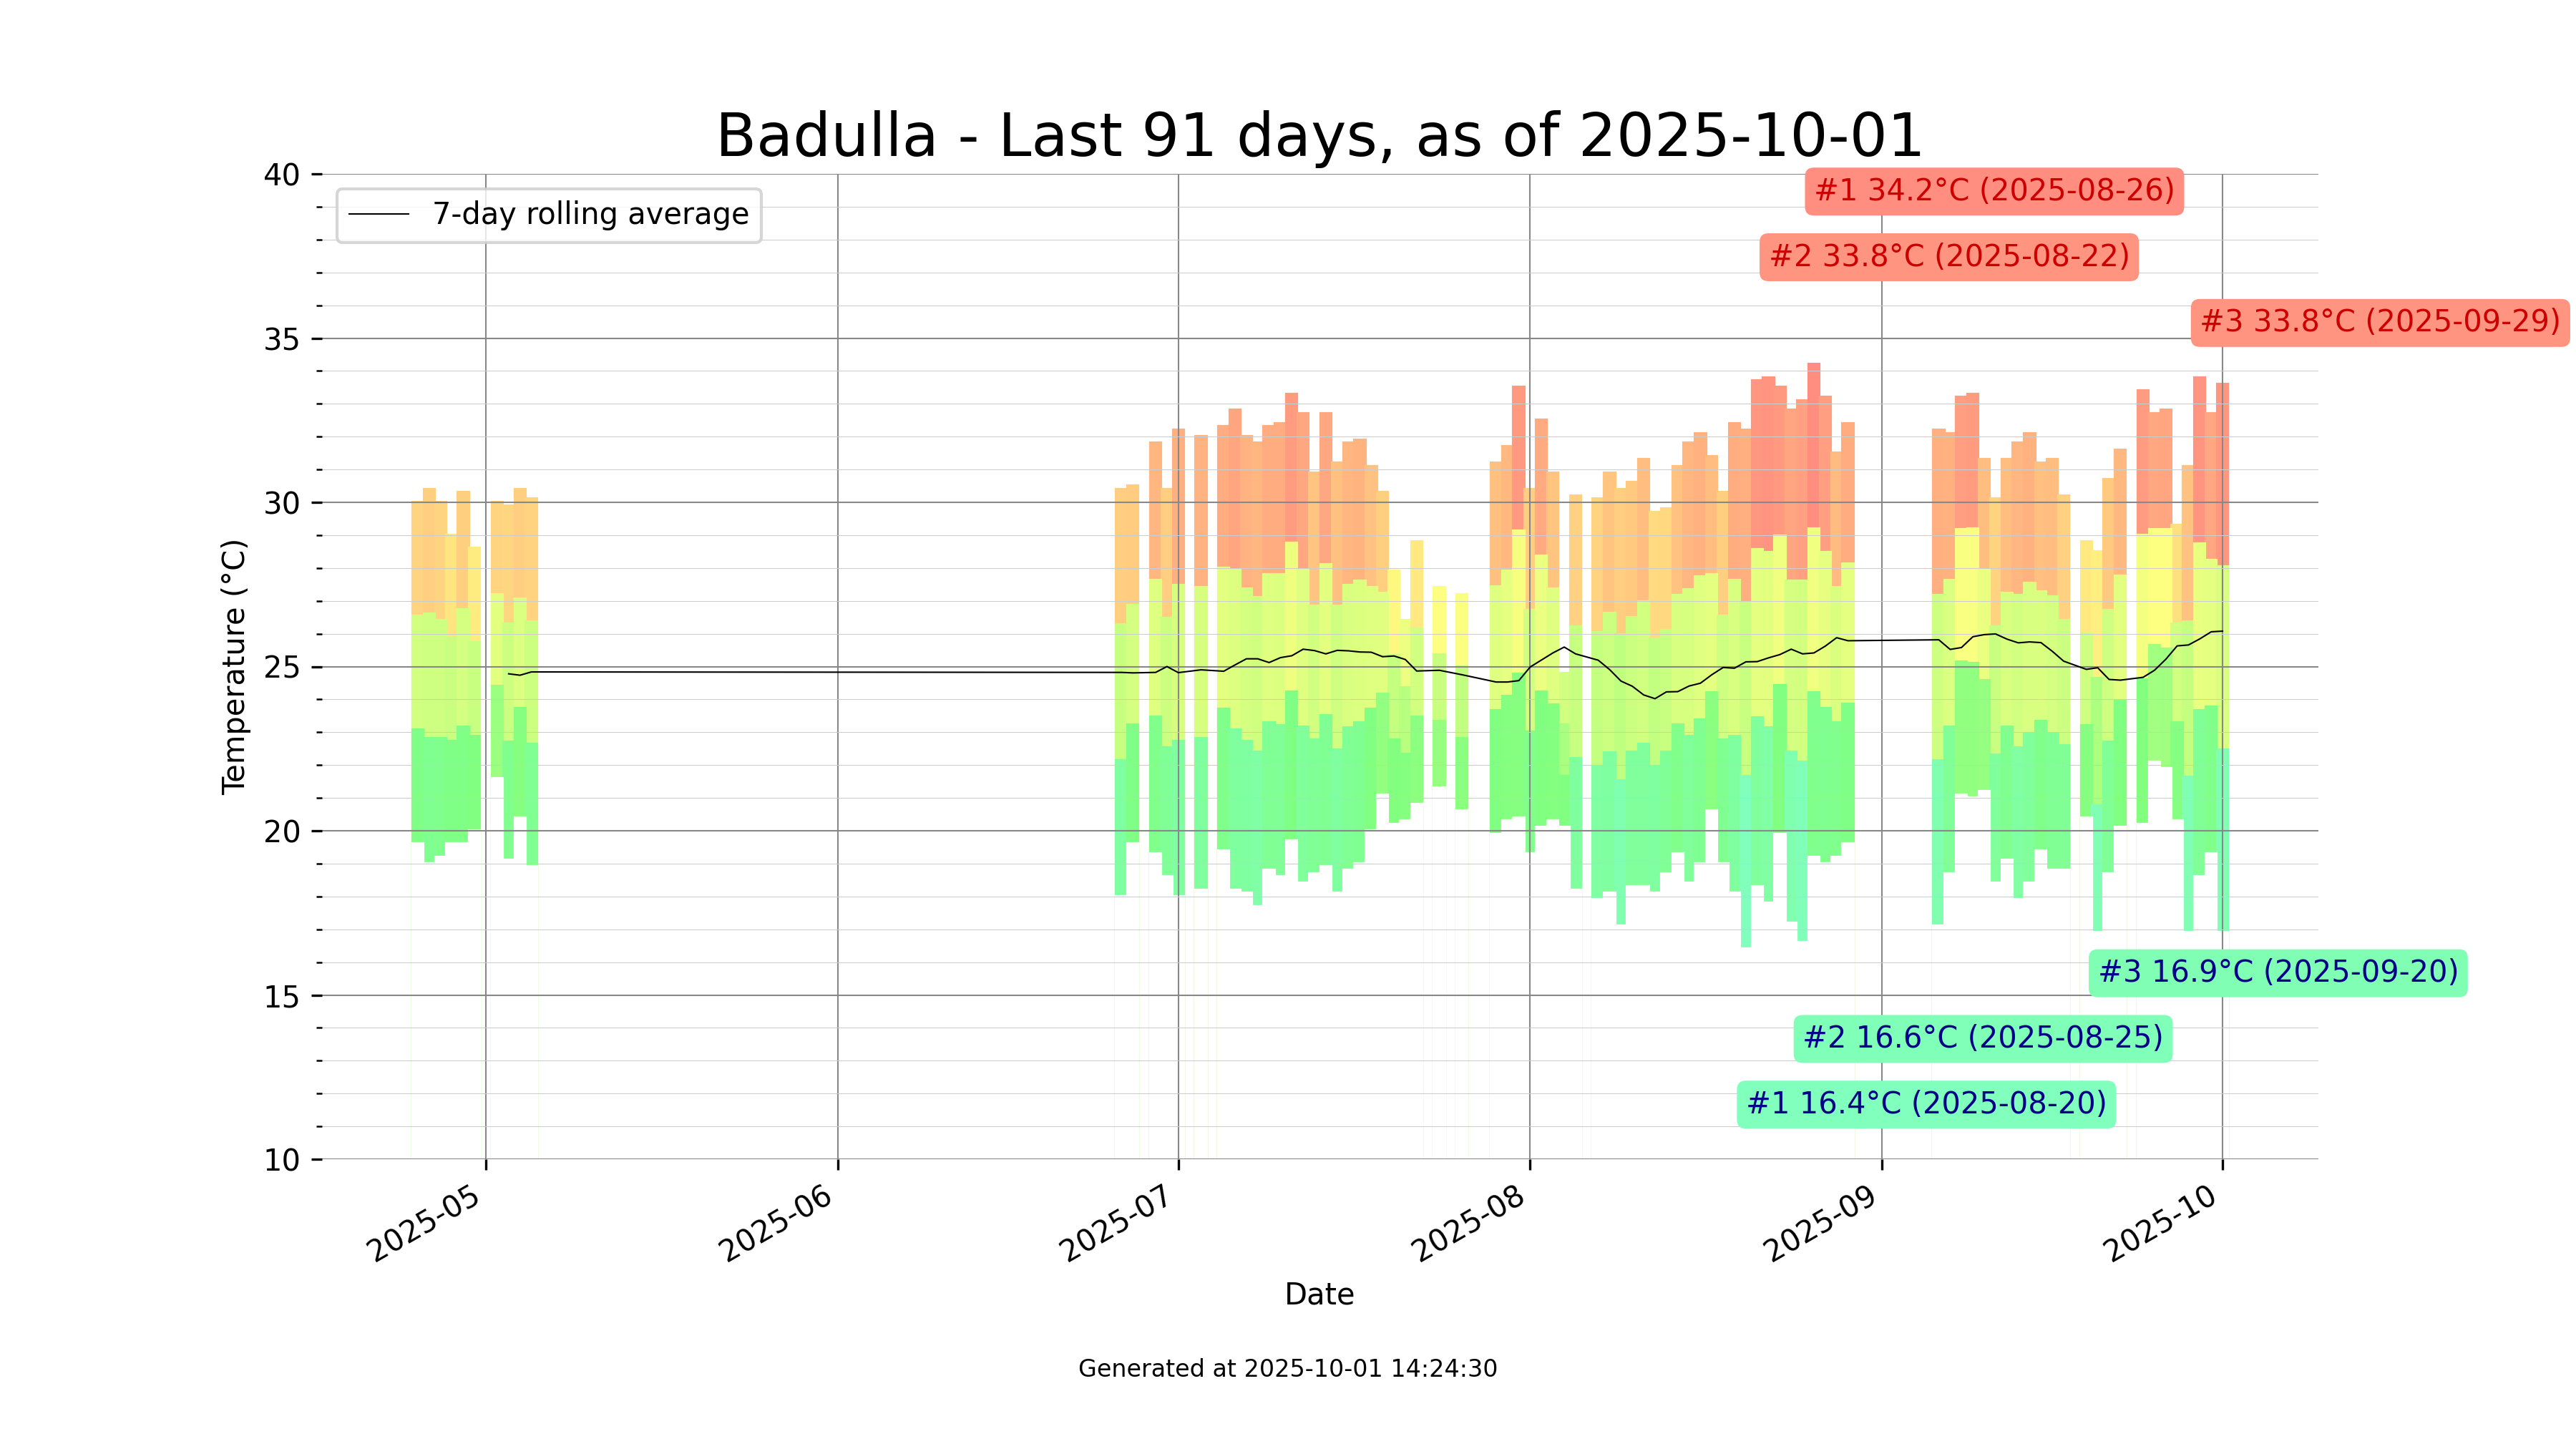 Badulla - Last 91 days, as of 2025-10-01
7-day rolling average
#1 34.2°C (2025-08-26)
#2 33.8°C (2025-08-22)
#3 33.8°C (2025-09-29)
#3 16.9°C (2025-09-20)
#2 16.6°C (2025-08-25)
#1 16.4°C (2025-08-20)
Temperature (°C)
40
35
30
25
20
15
10
2025-05
2025-06
2025-07
2025-08
2025-09
2025-10
Date
Generated at 2025-10-01 14:24:30